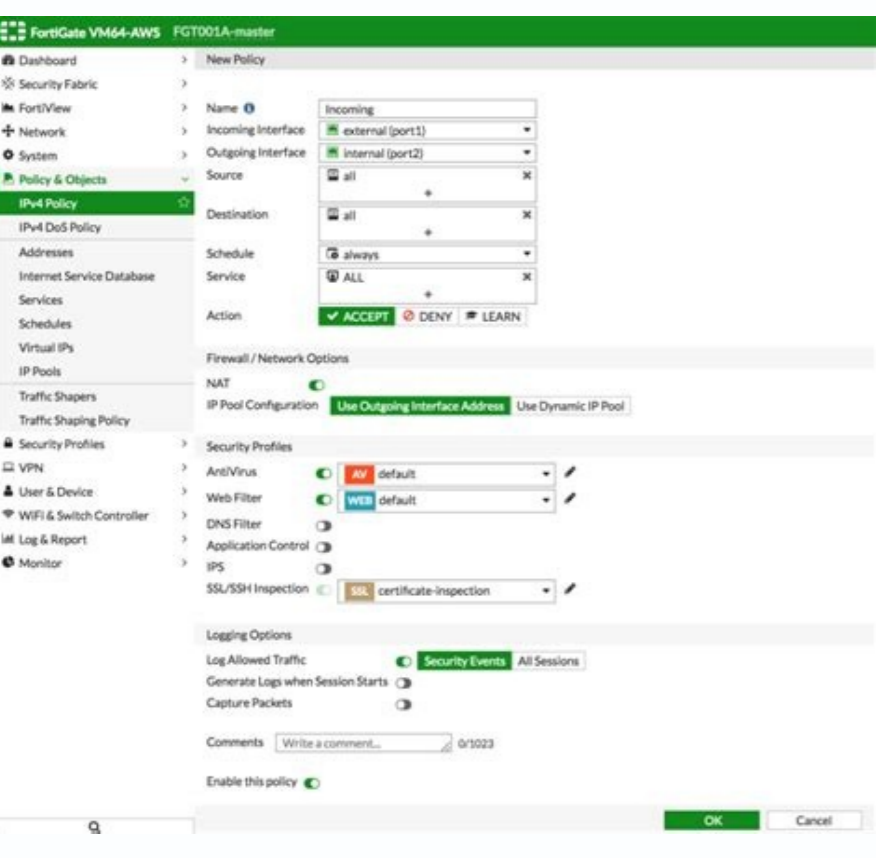 FortiGate VM64-AWS FGT001A-master
Dashboard
Security Fabric
FortiView
Network
System
Policy & Objects
IPv4 Policy
IPv4 DoS Policy
Addresses
Internet Service Database
Services
Schedules
Virtual IPs
IP Pools
Traffic Shapers
Traffic Shaping Policy
Security Profiles
VPN
User & Device
WiFi & Switch Controller
Log & Report
Monitor
New Policy
Name Incoming
Incoming Interface external (port1)
Outgoing Interface internal (port2)
Source all
+
Destination all
+
Schedule always
Service ALL
+
Action ACCEPT DENY LEARN
Firewall / Network Options
NAT
IP Pool Configuration Use Outgoing Interface Address Use Dynamic IP Pool
Security Profiles
AntiVirus AV default
Web Filter WEB default
DNS Filter
Application Control
IPS
SSL/SSH Inspection SSL certificate-inspection
Logging Options
Log Allowed Traffic Security Events All Sessions
Generate Logs when Session Starts
Capture Packets
Comments Write a comment... 0/1023
Enable this policy
OK Cancel